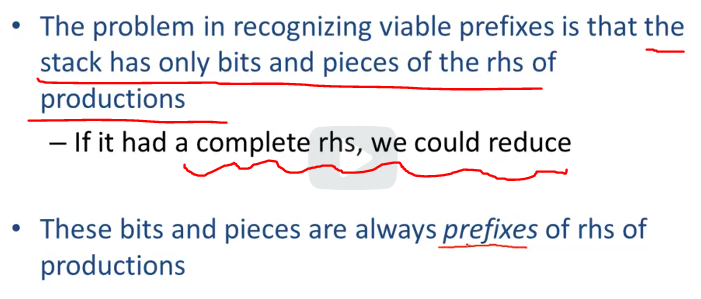 • The problem in recognizing viable prefixes is that the
stack has only bits and pieces of the rhs of
productions
– If it had a complete rhs, we could reduce
• These bits and pieces are always prefixes of rhs of
productions